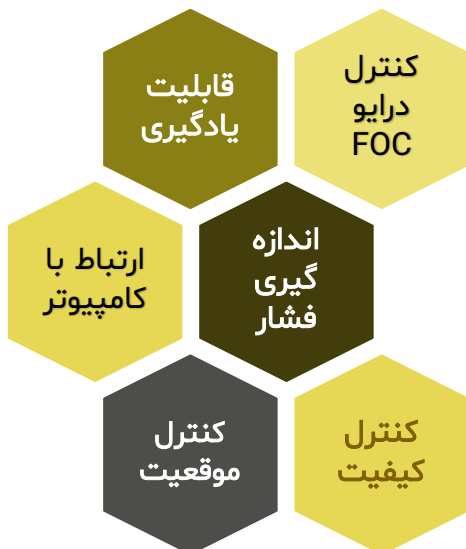 کنترل
درایو
FOC
قابلیت
یادگیری
اندازه
گیری
فشار
ارتباط با
کامپیوتر
کنترل
کیفیت
کنترل
موقعیت